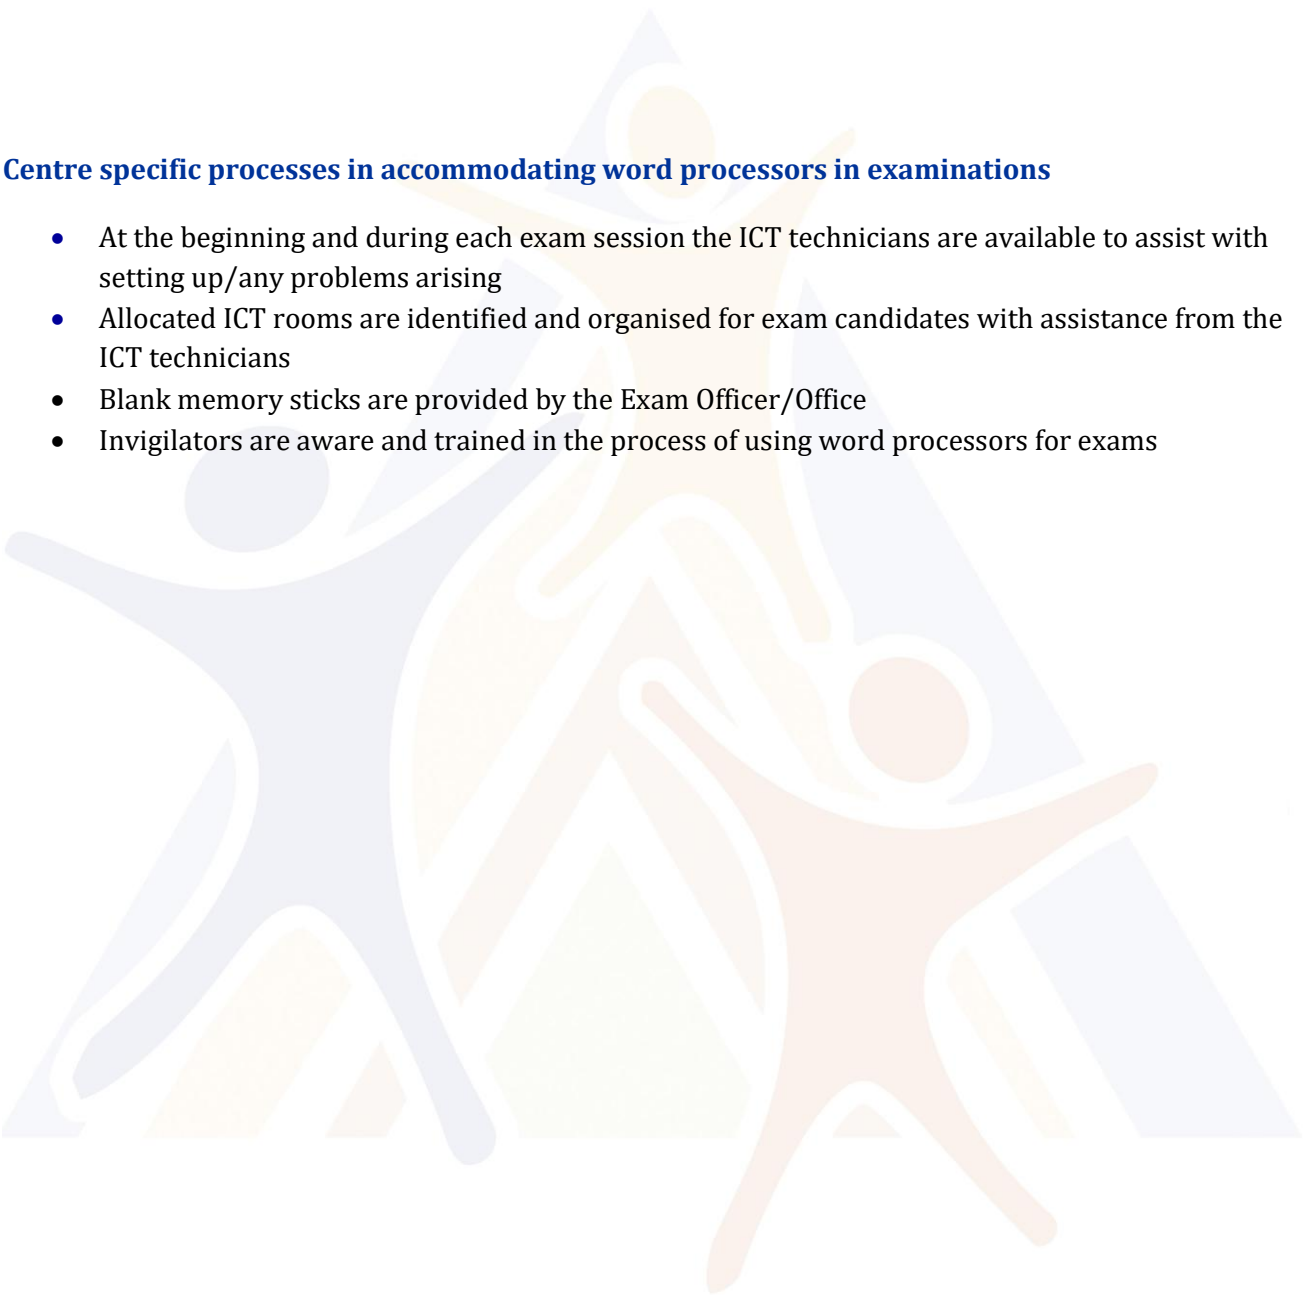 Centre specific processes in accommodating word processors in examinations
• At the beginning and during each exam session the ICT technicians are available to assist with
setting up/any problems arising
• Allocated ICT rooms are identified and organised for exam candidates with assistance from the
ICT technicians
• Blank memory sticks are provided by the Exam Officer/Office
• Invigilators are aware and trained in the process of using word processors for exams